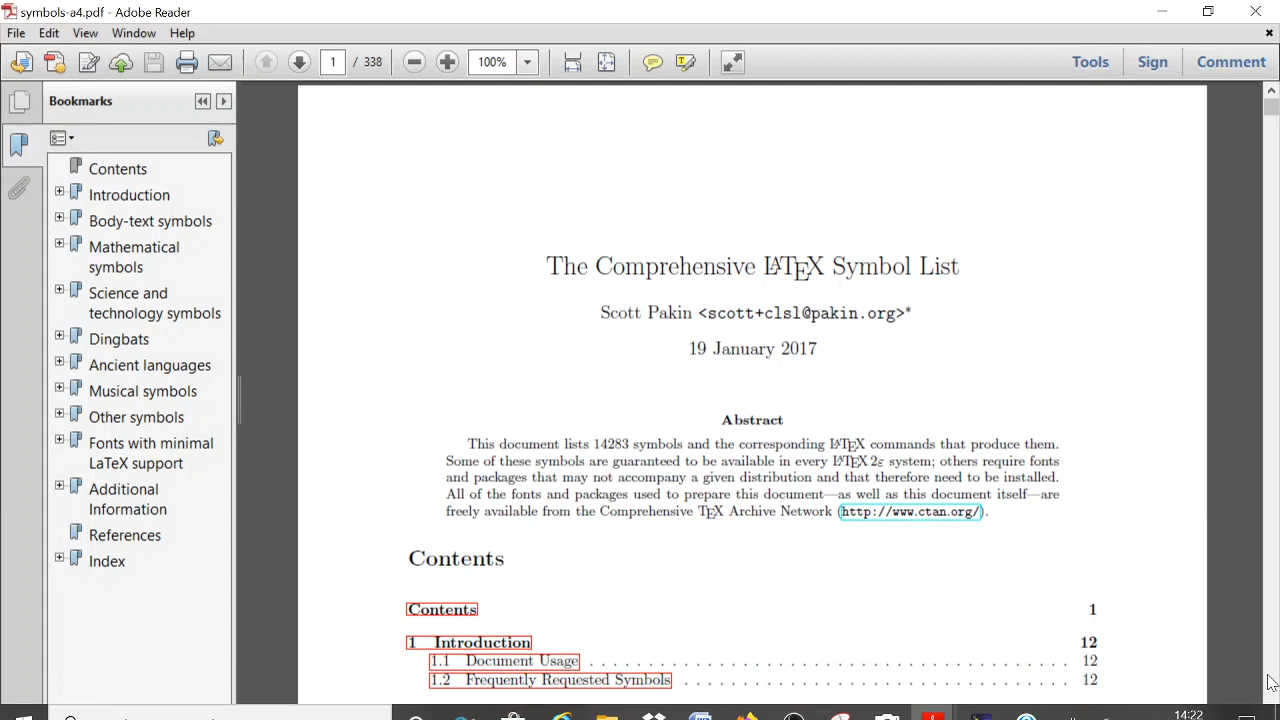 symbols-a4.pdf - Adobe Reader
File Edit View Window Help
1 / 338 100% Tools Sign Comment
Bookmarks
Contents
Introduction
Body-text symbols
Mathematical
symbols
Science and
technology symbols
Dingbats
Ancient languages
Musical symbols
Other symbols
Fonts with minimal
LaTeX support
Additional
Information
References
Index
The Comprehensive LATEX Symbol List
Scott Pakin <scott+clsl@pakin.org>*
19 January 2017
Abstract
This document lists 14283 symbols and the corresponding LATEX commands that produce them.
Some of these symbols are guaranteed to be available in every LATEX 2ε system; others require fonts
and packages that may not accompany a given distribution and that therefore need to be installed.
All of the fonts and packages used to prepare this document—as well as this document itself—are
freely available from the Comprehensive TEX Archive Network (http://www.ctan.org/).
Contents
Contents 1
1 Introduction 12
1.1 Document Usage . . . . . . . . . . . . . . . . . . . . . . . . . . . . . . . . . . . . 12
1.2 Frequently Requested Symbols . . . . . . . . . . . . . . . . . . . . . . . . . . . . 12
14:22